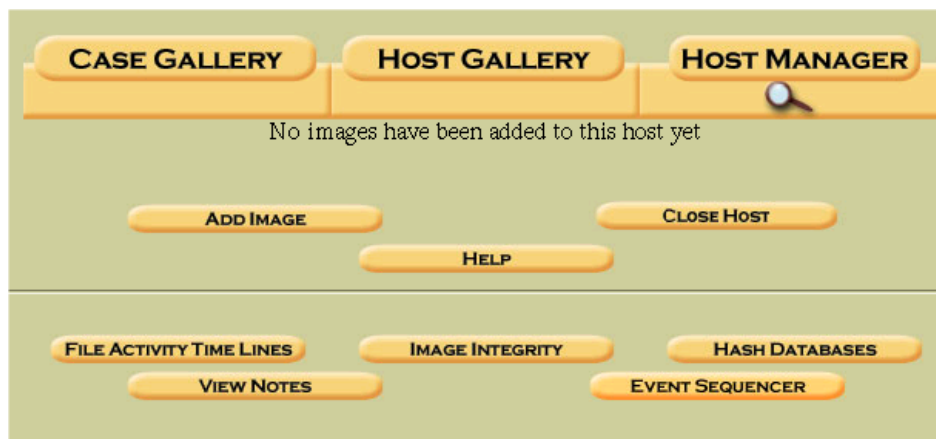 CASE GALLERY
HOST GALLERY
HOST MANAGER
No images have been added to this host yet
ADD IMAGE
CLOSE HOST
HELP
FILE ACTIVITY TIME LINES
IMAGE INTEGRITY
HASH DATABASES
VIEW NOTES
EVENT SEQUENCER